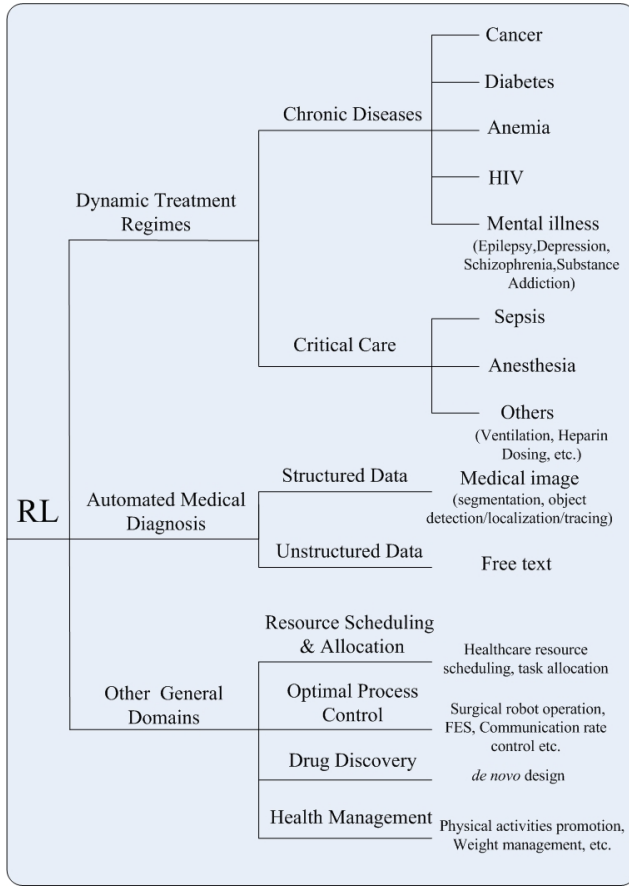 RL
Dynamic Treatment
Regimes
Chronic Diseases
Cancer
Diabetes
Anemia
HIV
Mental illness
(Epilepsy,Depression,
Schizophrenia,Substance
Addiction)
Critical Care
Sepsis
Anesthesia
Others
(Ventilation, Heparin
Dosing, etc.)
Automated Medical
Diagnosis
Structured Data
Medical image
(segmentation, object
detection/localization/tracing)
Unstructured Data
Free text
Other General
Domains
Resource Scheduling
& Allocation
Healthcare resource
scheduling, task allocation
Optimal Process
Control
Surgical robot operation,
FES, Communication rate
control etc.
Drug Discovery
de novo design
Health Management
Physical activities promotion,
Weight management, etc.